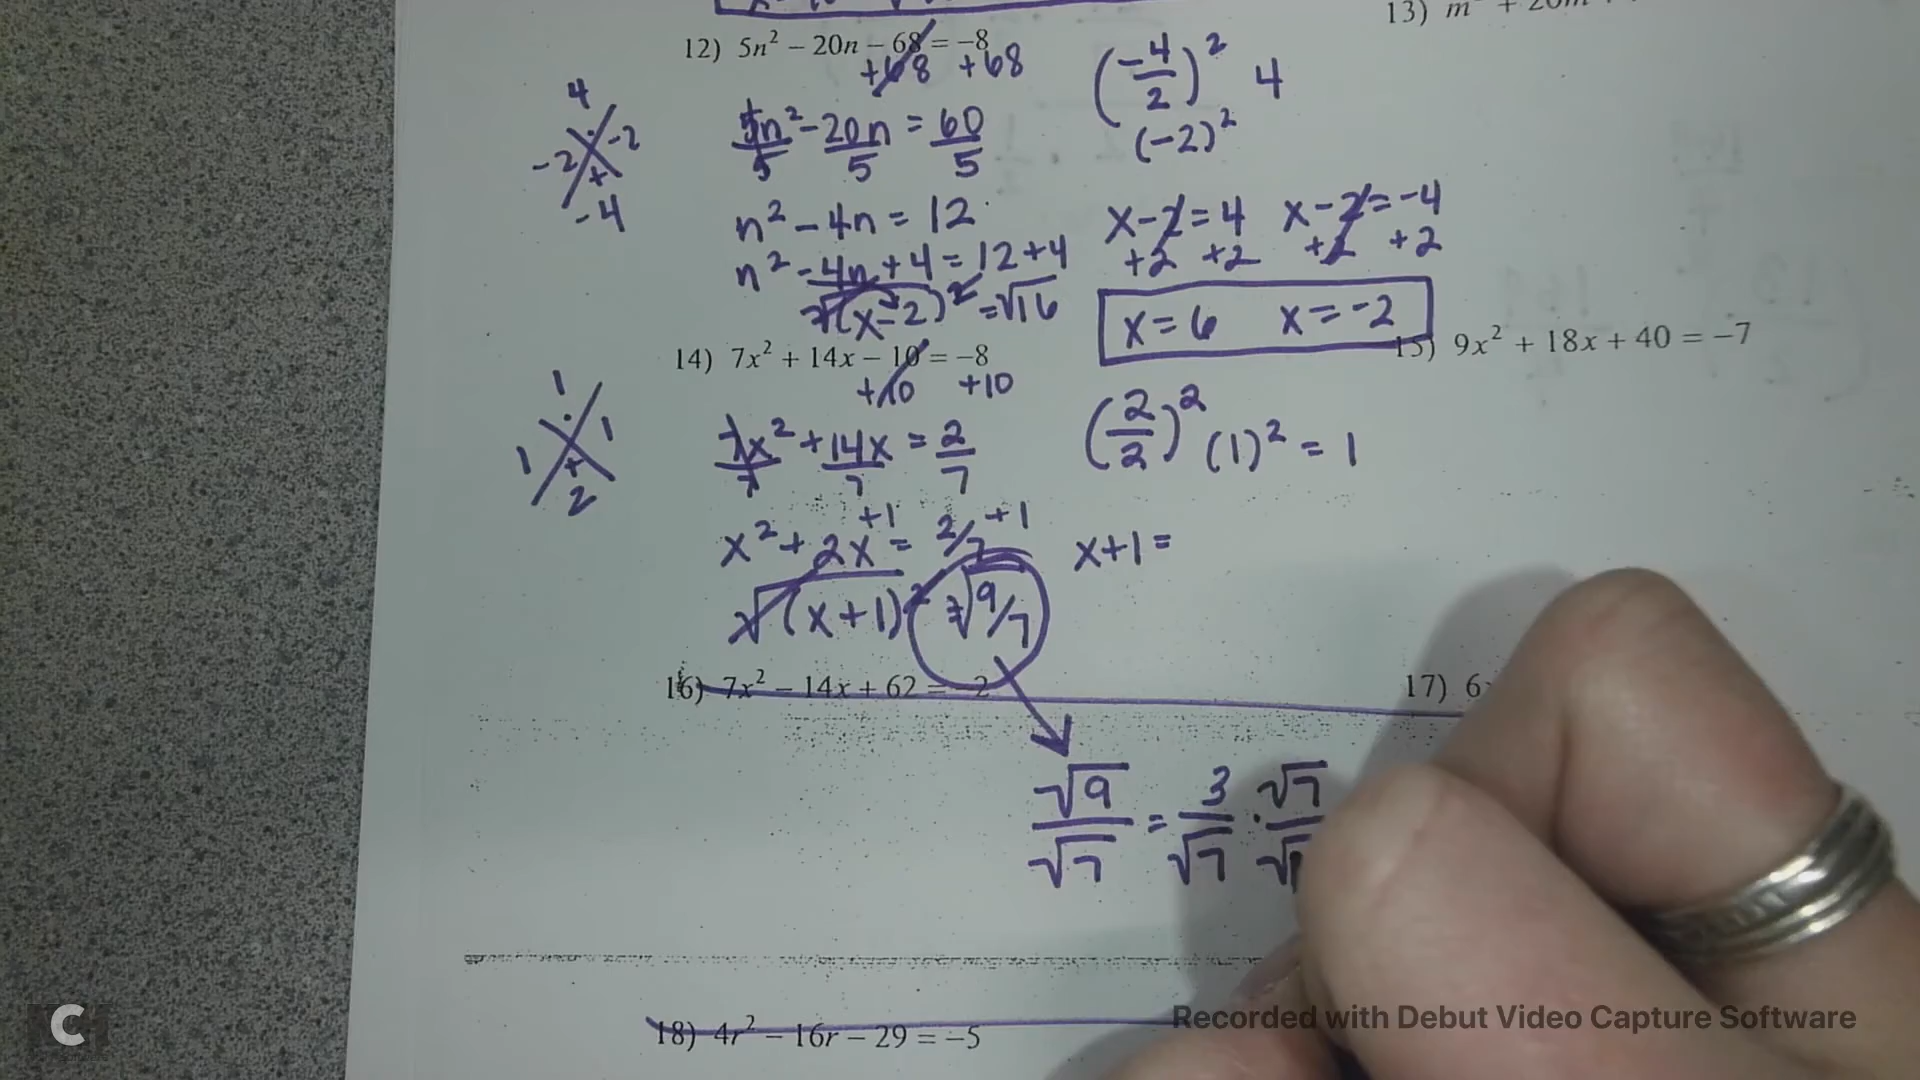 12) 5n² − 20n − 68 = −8
+68 +68
5n² − 20n = 60
5 5 5
n² − 4n = 12
n² − 4n + 4 = 12 + 4
√(x − 2)² = √16
4
−2 −2
−4
(−4/2)² 4
(−2)²
x − 2 = 4 x − 2 = −4
+2 +2 +2 +2
x = 6 x = −2
13) m
14) 7x² + 14x − 10 = −8
+10 +10
7x² + 14x = 2
7 7 7
x² + 2x +1 = 2/7 +1
√(x + 1)² = √9/7
1
1 1
2
(2/2)² (1)² = 1
x + 1 =
15) 9x² + 18x + 40 = −7
16) 7x² − 14x + 62 = −2
17) 6
√9/√7 = 3/√7 · √7/√
18) 4r² − 16r − 29 = −5
C
Recorded with Debut Video Capture Software